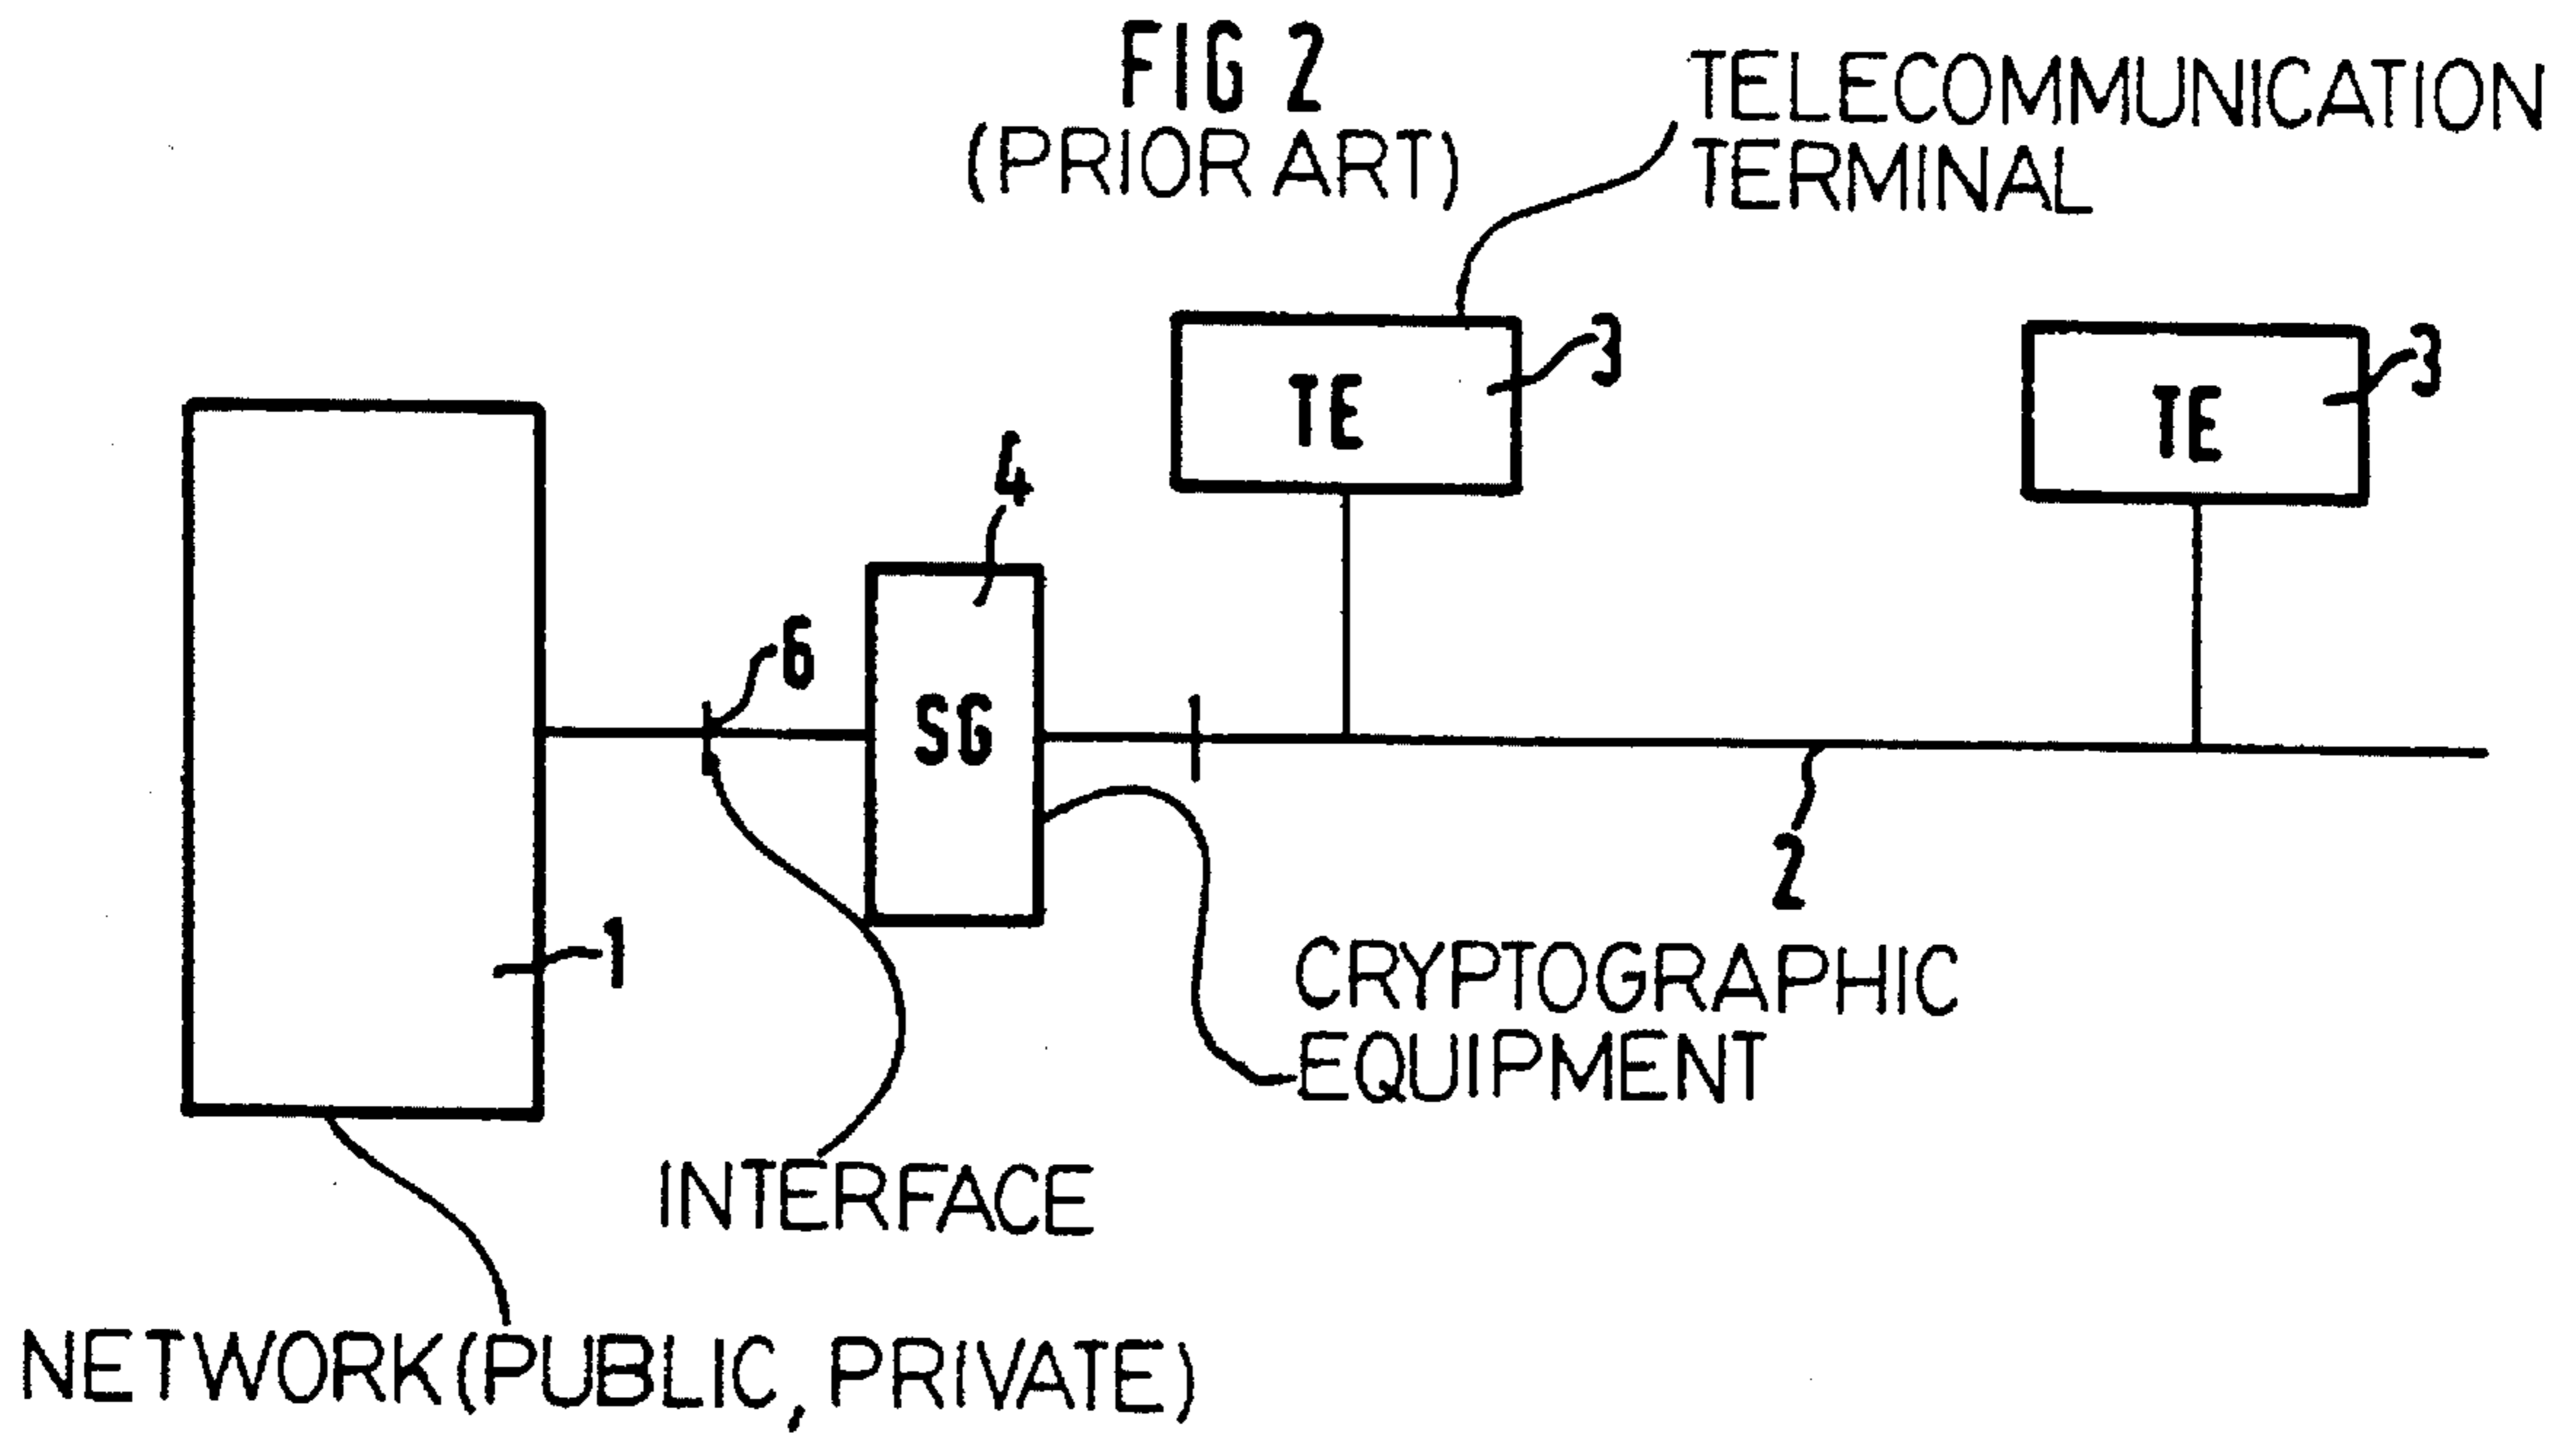 FIG 2
(PRIOR ART)
TELECOMMUNICATION
TERMINAL
TE
3
TE
3
4
6
SG
2
1
CRYPTOGRAPHIC
EQUIPMENT
INTERFACE
NETWORK(PUBLIC, PRIVATE)